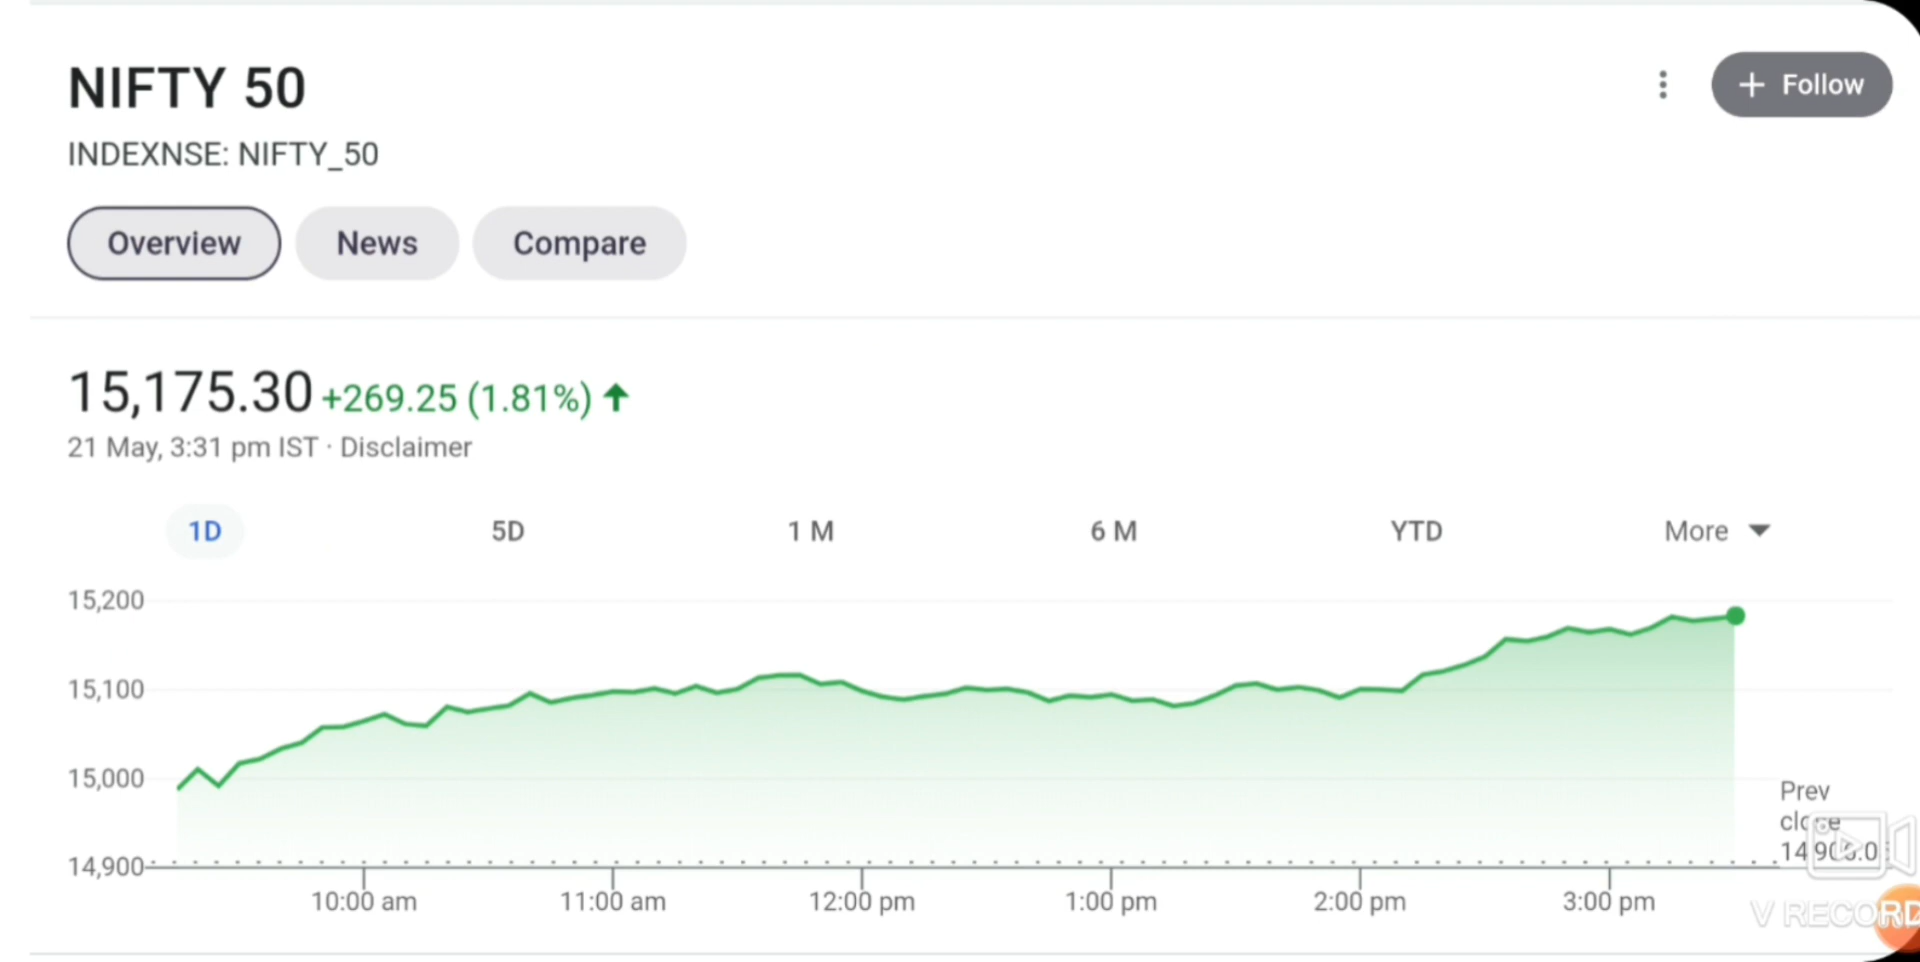 NIFTY 50
+ Follow
INDEXNSE: NIFTY_50
Overview News Compare
15,175.30 +269.25 (1.81%) ↑
21 May, 3:31 pm IST · Disclaimer
1D 5D 1 M 6 M YTD More
15,200
15,100
15,000
14,900
Prev
10:00 am 11:00 am 12:00 pm 1:00 pm 2:00 pm 3:00 pm
V RECORD